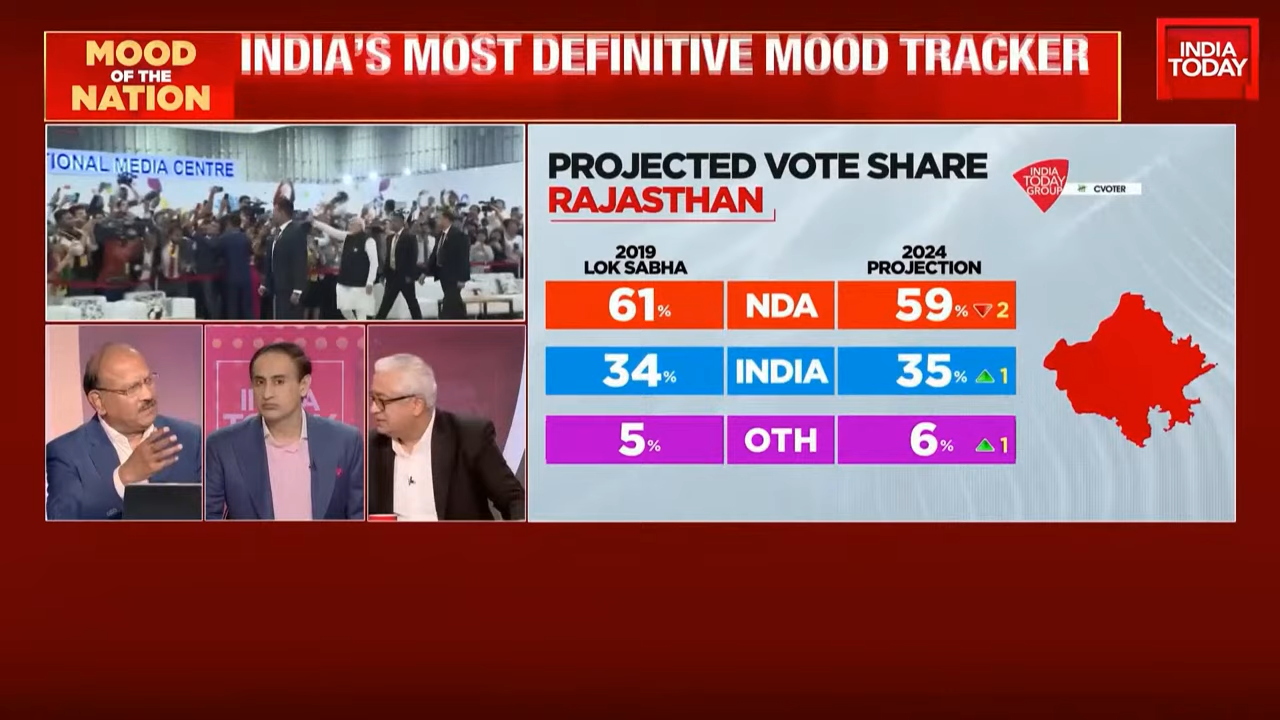 MOOD
OF THE
NATION
INDIA'S MOST DEFINITIVE MOOD TRACKER
INDIA
TODAY
TIONAL MEDIA CENTRE
PROJECTED VOTE SHARE
RAJASTHAN
INDIA
TODAY
GROUP
CVOTER
2019
LOK SABHA
2024
PROJECTION
61% NDA 59% 2
34% INDIA 35% 1
5% OTH 6% 1